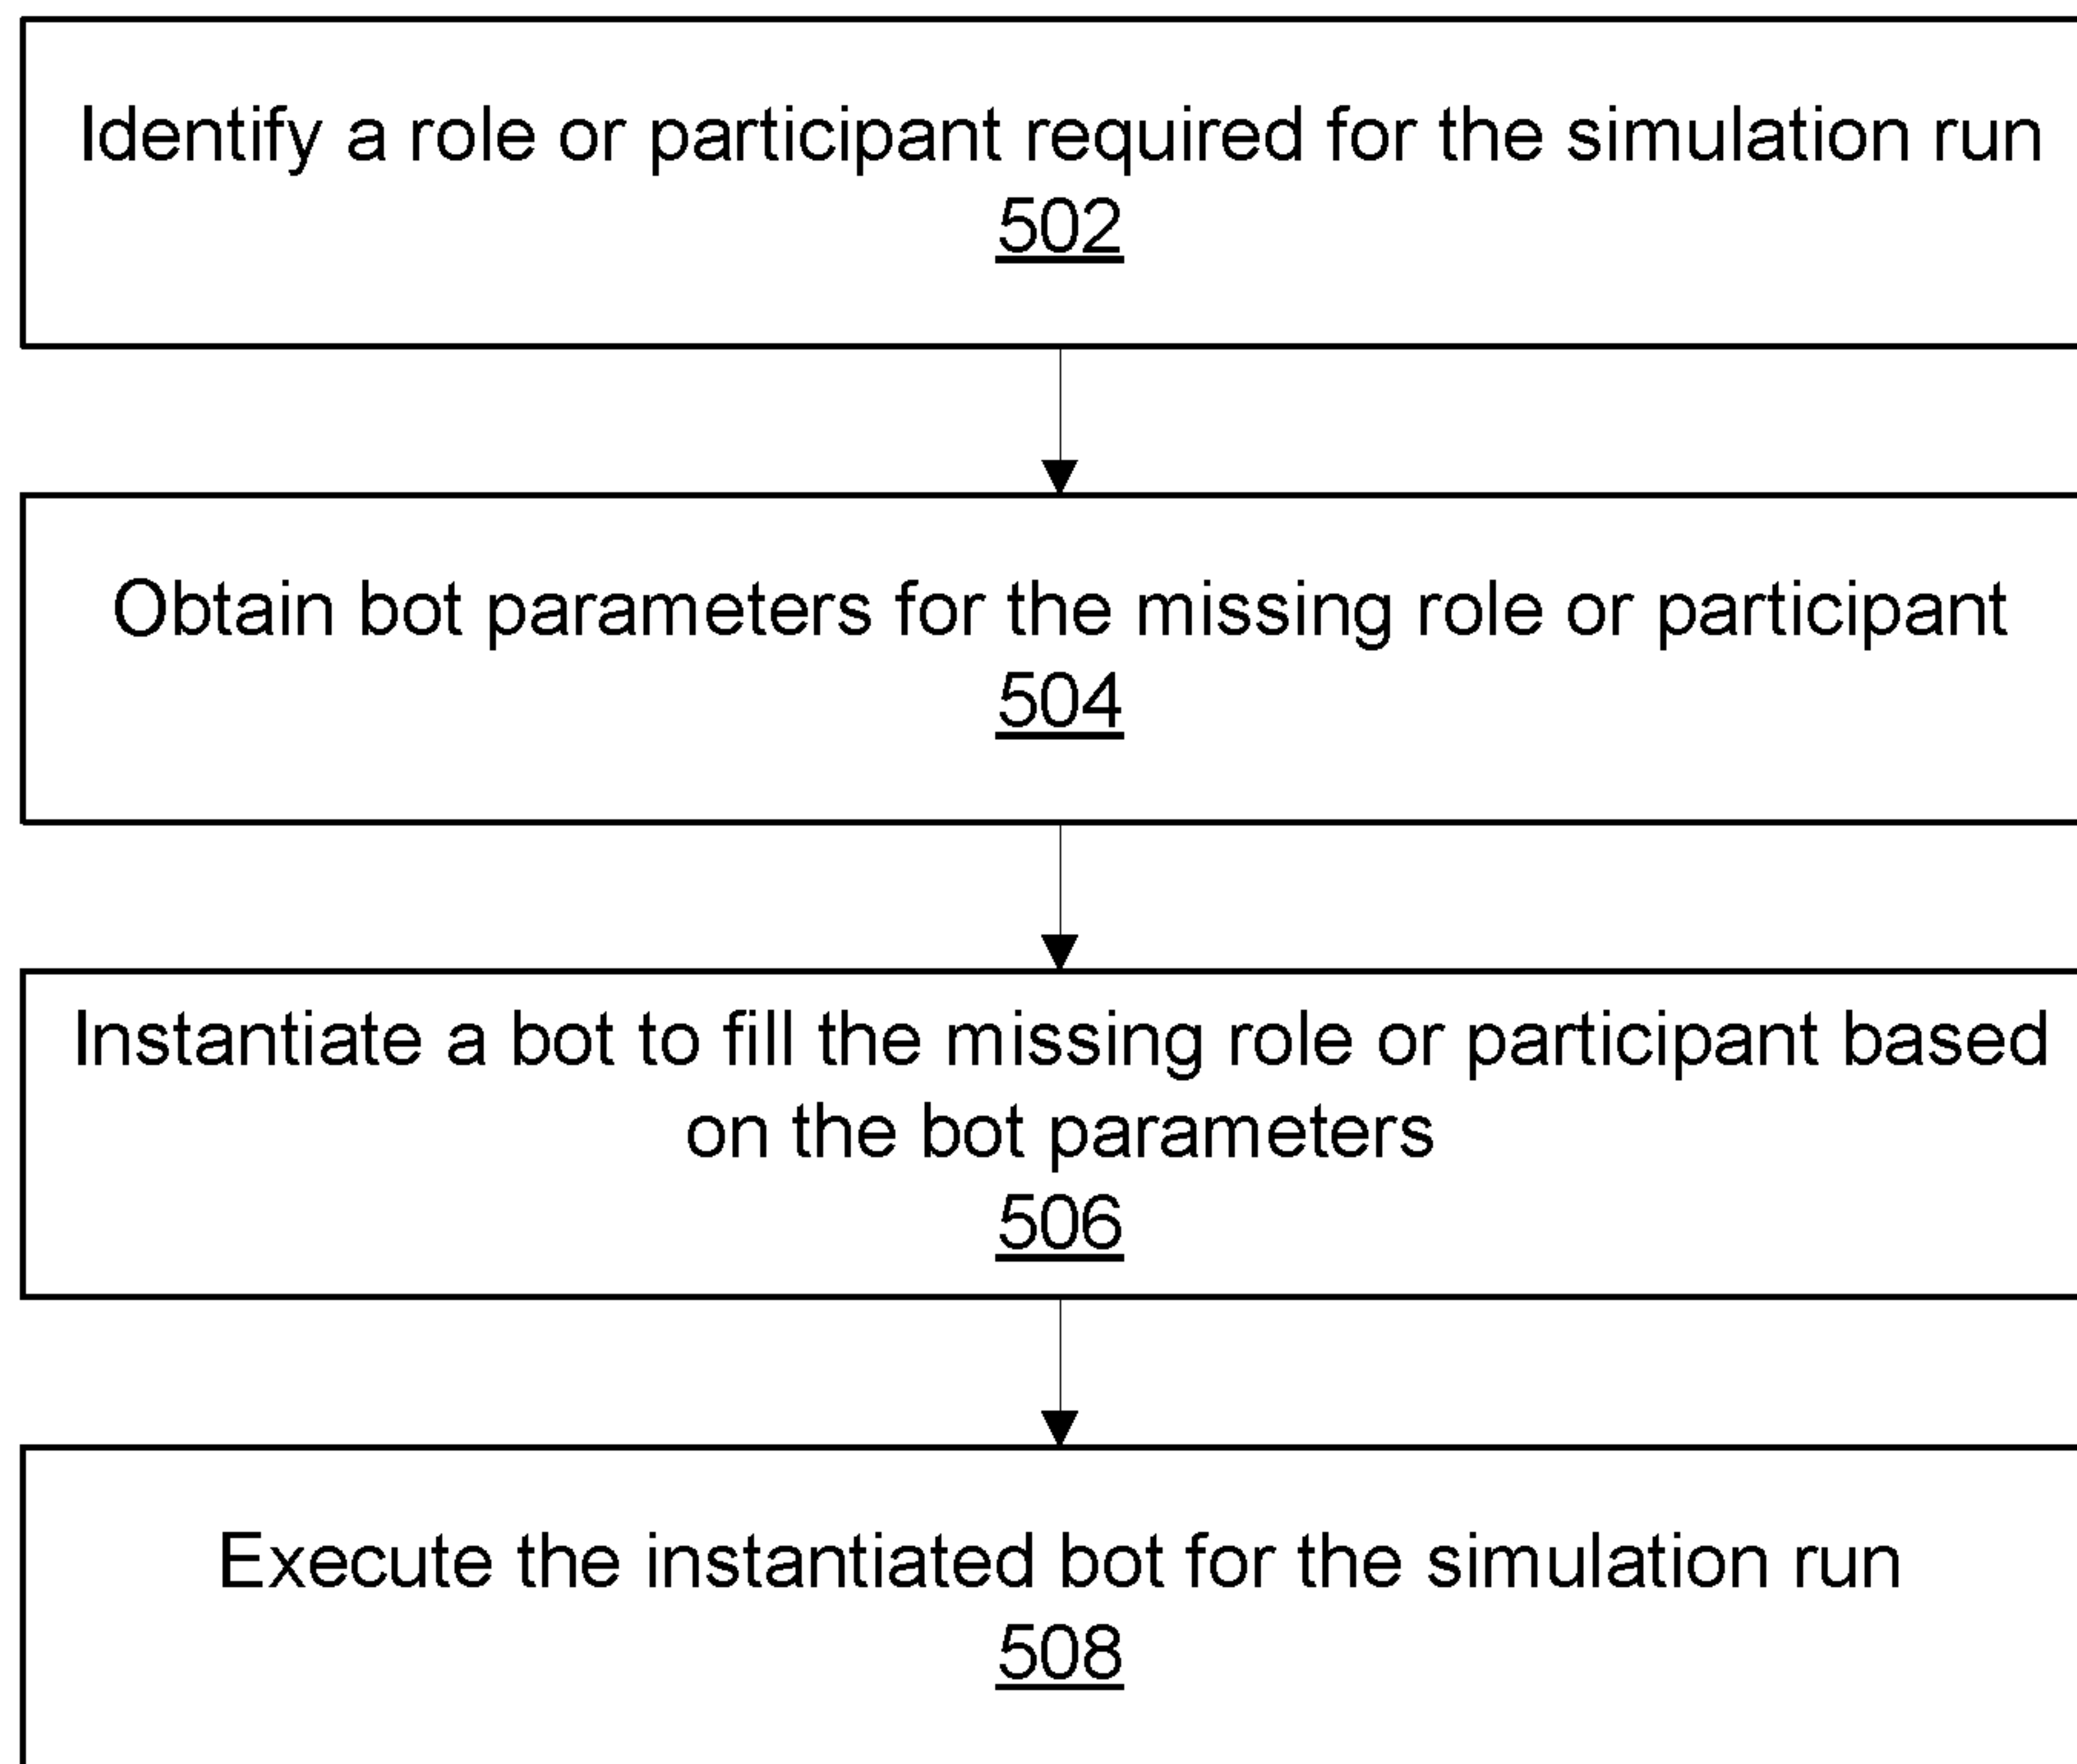 Identify a role or participant required for the simulation run
502
Obtain bot parameters for the missing role or participant
504
Instantiate a bot to fill the missing role or participant based
on the bot parameters
506
Execute the instantiated bot for the simulation run
508